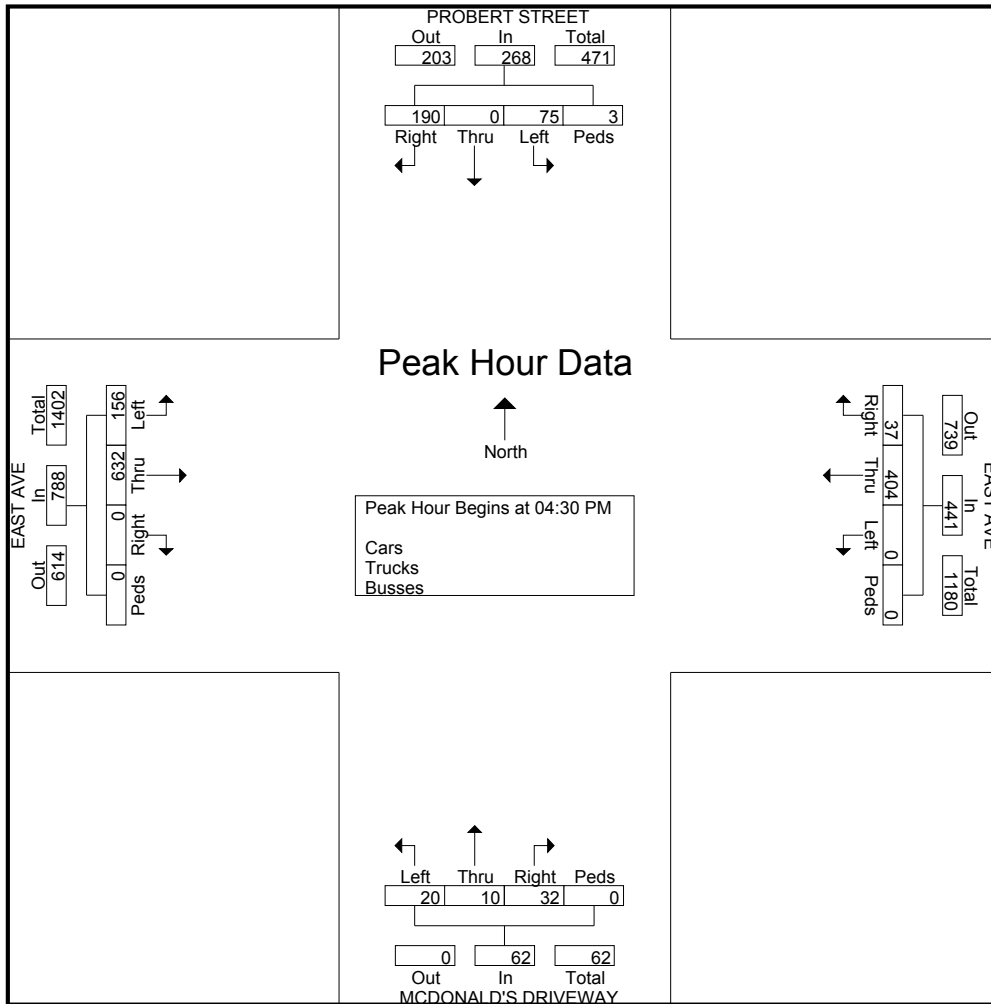 PROBERT STREET
Out In Total
203 268 471
190 0 75 3
Right Thru Left Peds
Peak Hour Data
North
Peak Hour Begins at 04:30 PM
Cars
Trucks
Busses
EAST AVE
Out In Total
614 788 1402
Left Thru Right Peds
156 632 0 0
EAST AVE
Out In Total
739 441 1180
Right Thru Left Peds
37 404 0 0
Left Thru Right Peds
20 10 32 0
0 62 62
Out In Total
MCDONALD'S DRIVEWAY